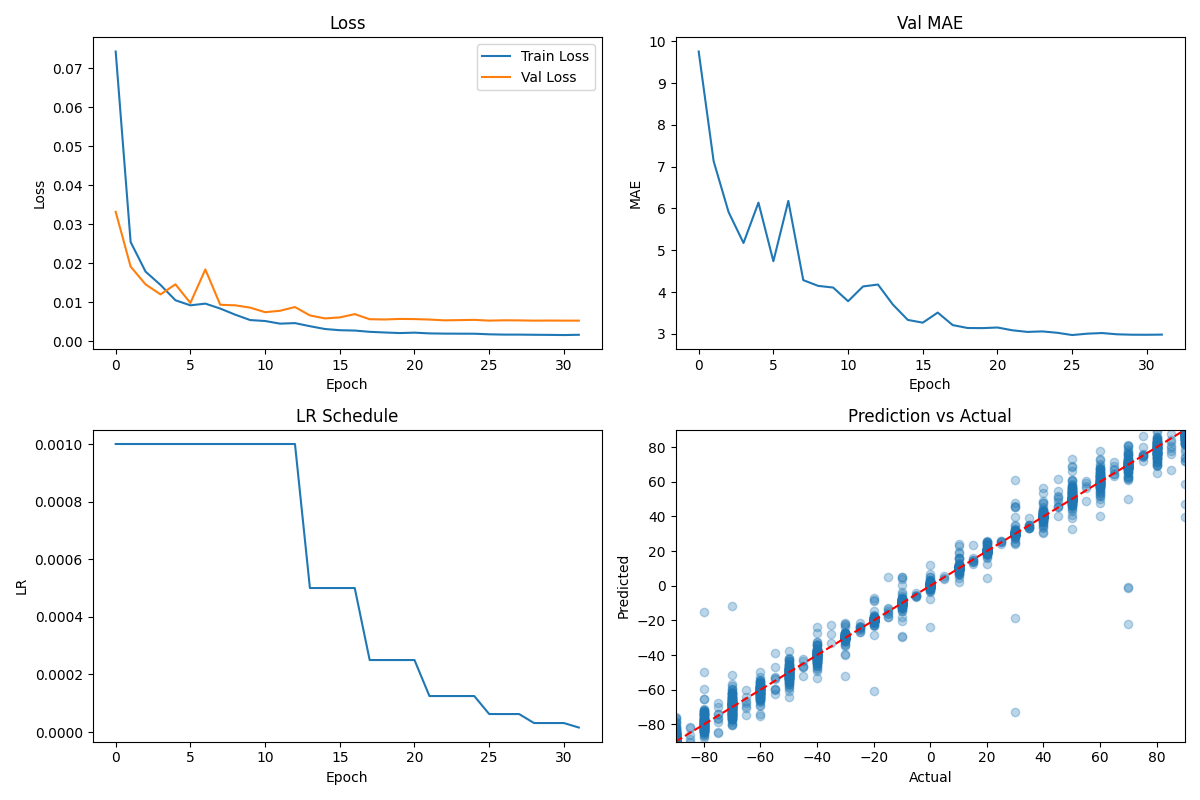 Loss
Train Loss
Val Loss
0.07
0.06
0.05
0.04
0.03
0.02
0.01
0.00
Loss
0 5 10 15 20 25 30
Epoch
Val MAE
10
9
8
7
6
5
4
3
MAE
0 5 10 15 20 25 30
Epoch
LR Schedule
0.0010
0.0008
0.0006
0.0004
0.0002
0.0000
LR
0 5 10 15 20 25 30
Epoch
Prediction vs Actual
80
60
40
20
0
−20
−40
−60
−80
Predicted
−80 −60 −40 −20 0 20 40 60 80
Actual